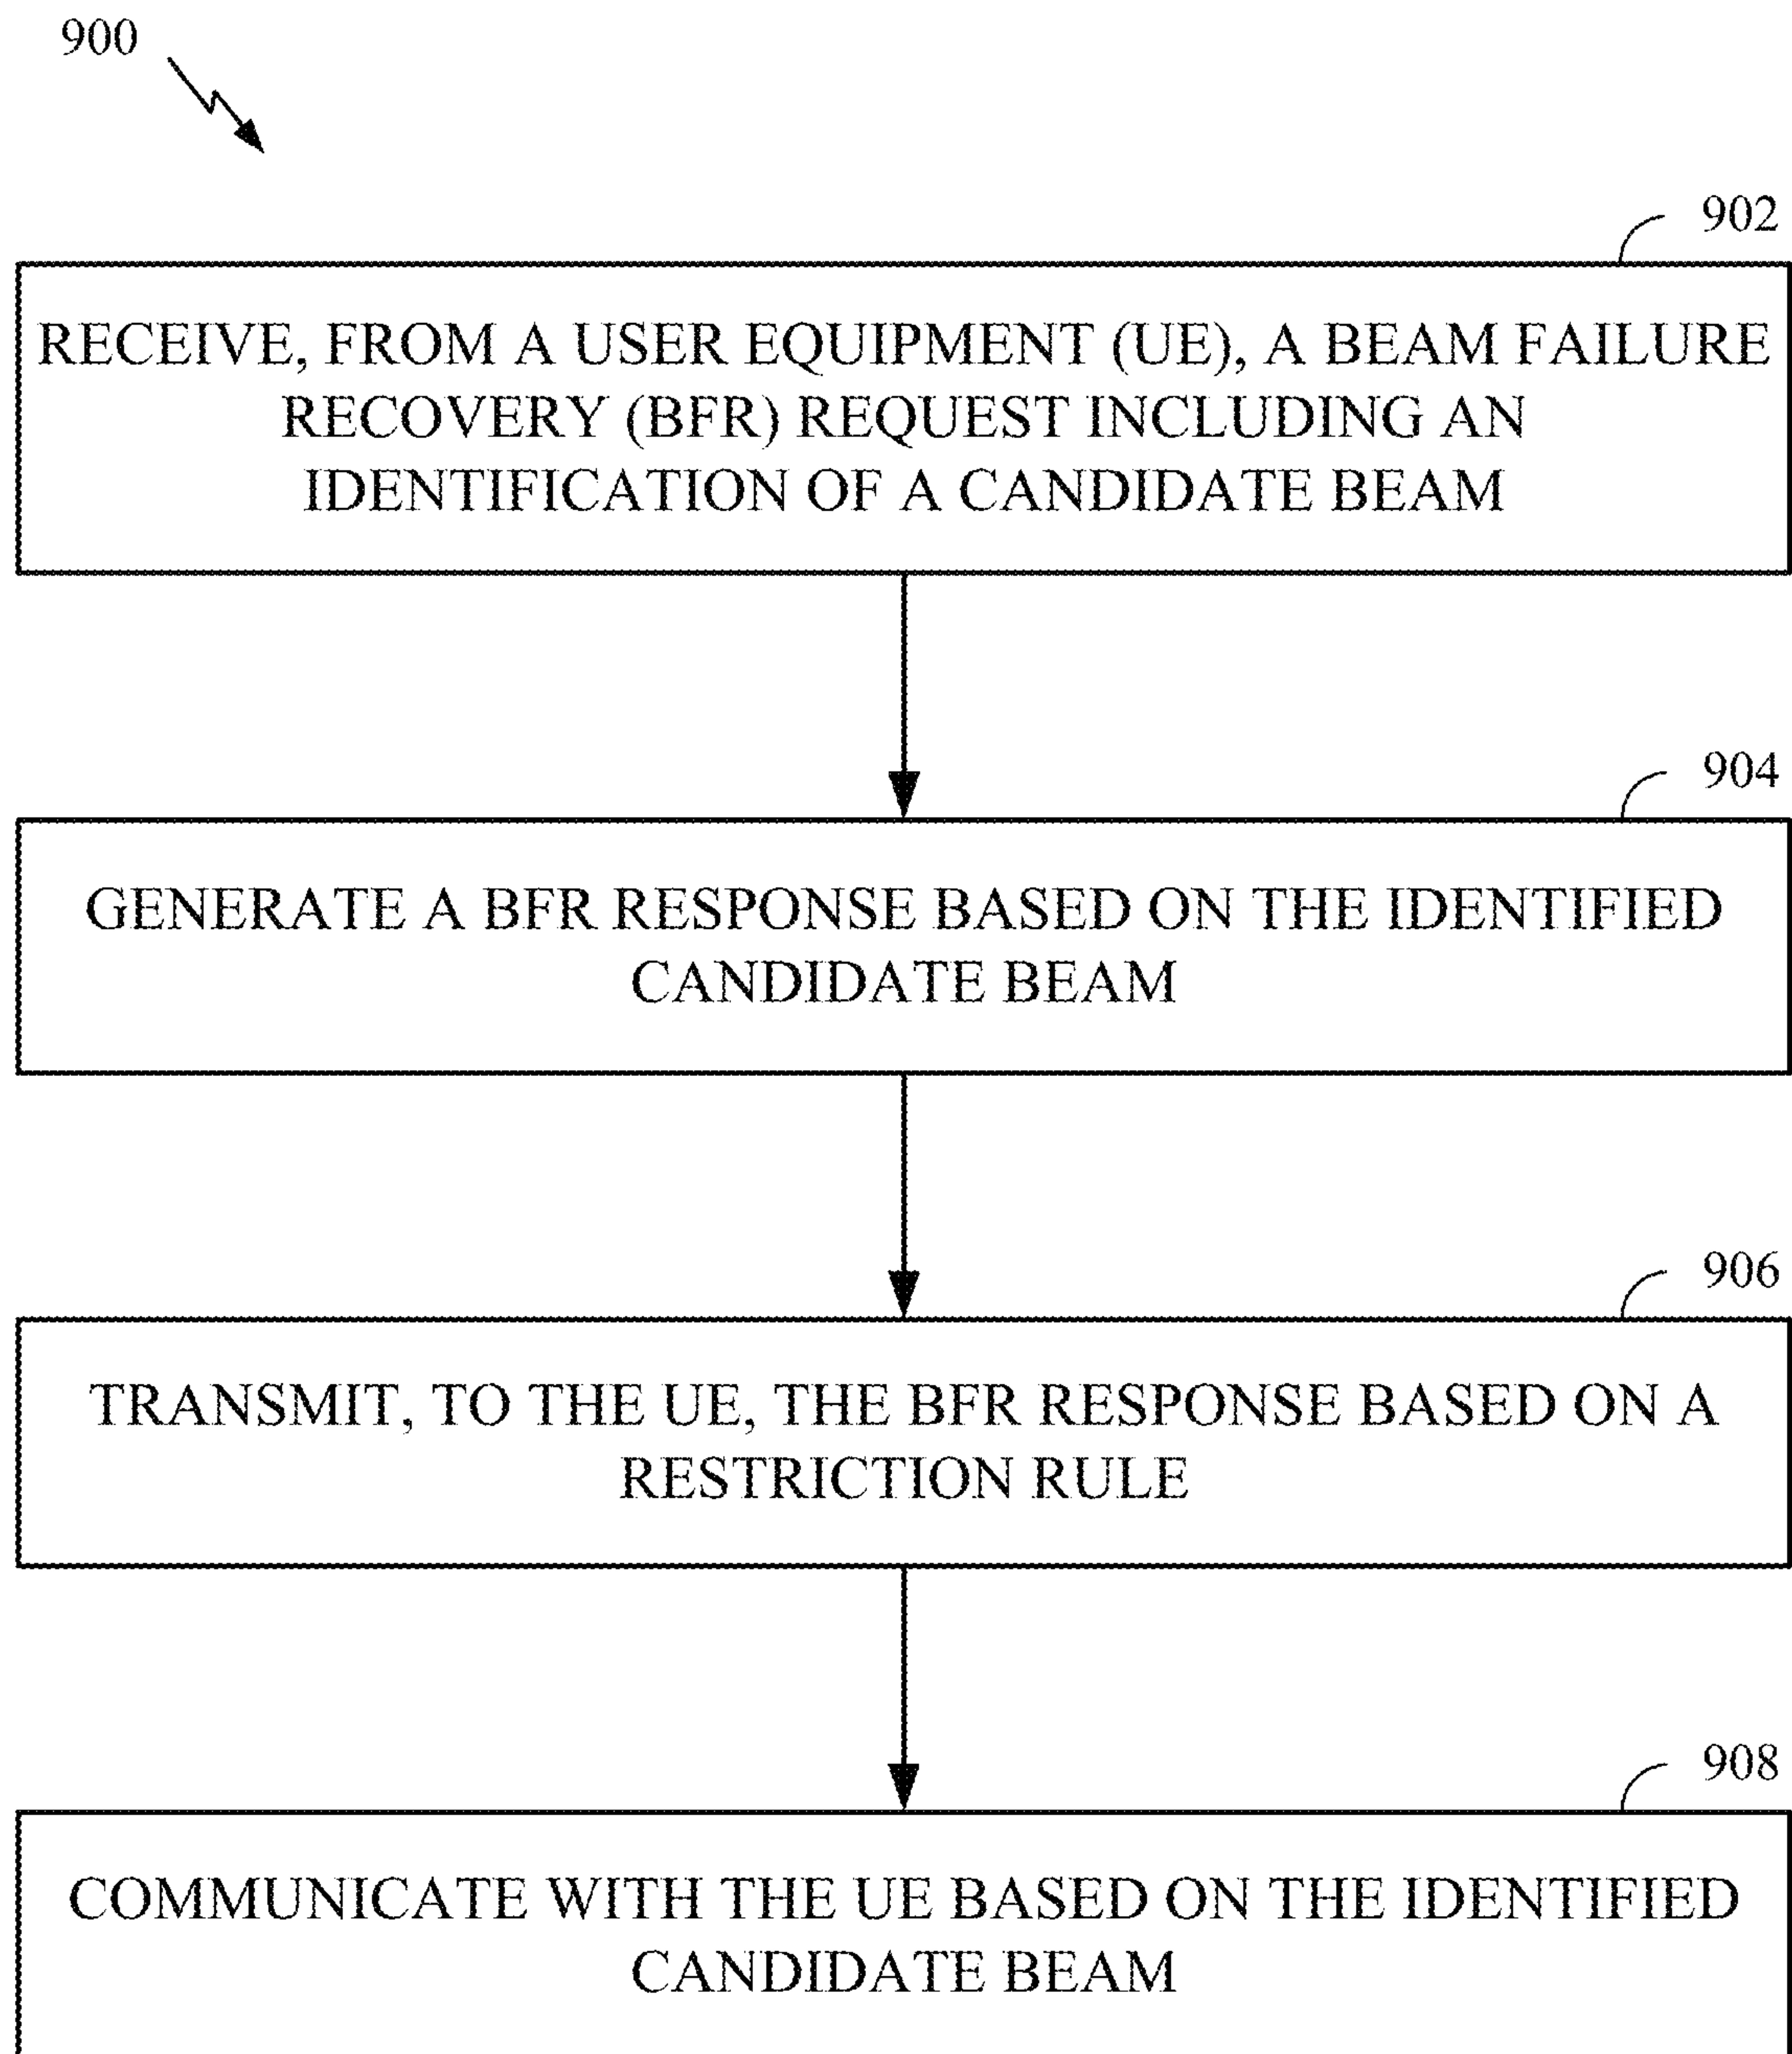 900
902
RECEIVE, FROM A USER EQUIPMENT (UE), A BEAM FAILURE
RECOVERY (BFR) REQUEST INCLUDING AN
IDENTIFICATION OF A CANDIDATE BEAM
904
GENERATE A BFR RESPONSE BASED ON THE IDENTIFIED
CANDIDATE BEAM
906
TRANSMIT, TO THE UE, THE BFR RESPONSE BASED ON A
RESTRICTION RULE
908
COMMUNICATE WITH THE UE BASED ON THE IDENTIFIED
CANDIDATE BEAM